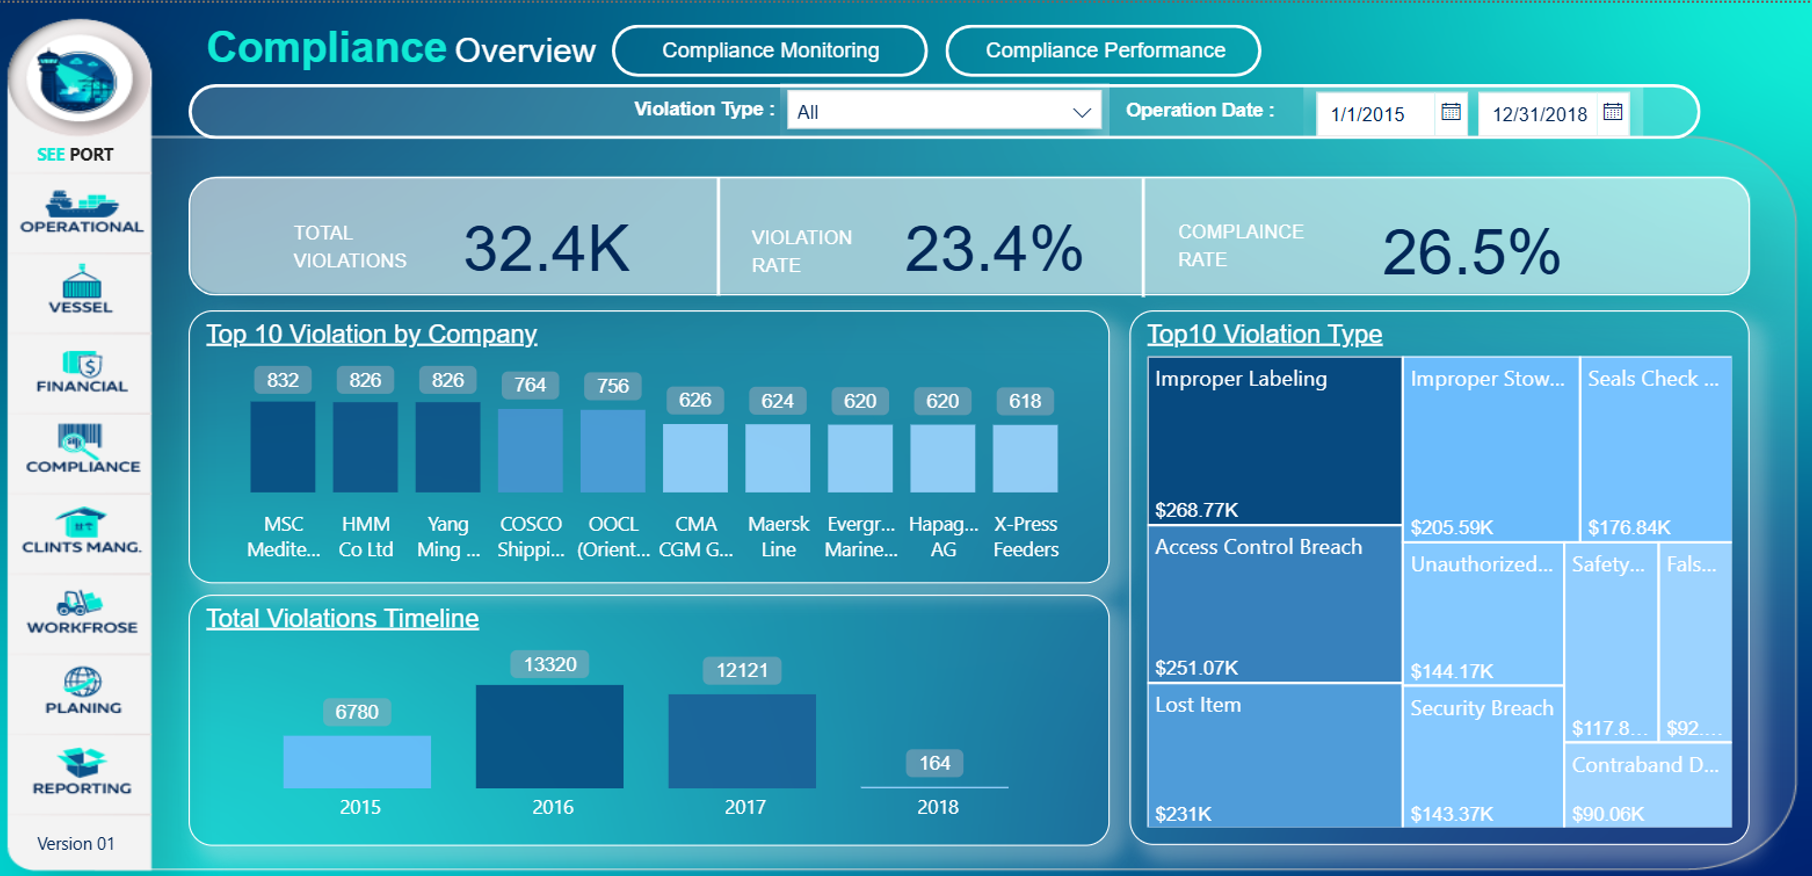 Compliance Overview
Compliance Monitoring
Compliance Performance
Violation Type :
All
Operation Date :
1/1/2015
12/31/2018
SEE PORT
OPERATIONAL
VESSEL
FINANCIAL
COMPLIANCE
CLINTS MANG.
WORKFROSE
PLANING
REPORTING
Version 01
TOTAL
VIOLATIONS
32.4K
VIOLATION
RATE
23.4%
COMPLAINCE
RATE
26.5%
Top 10 Violation by Company
832
826
826
764
756
626
624
620
620
618
MSC
Medite...
HMM
Co Ltd
Yang
Ming ...
COSCO
Shippi...
OOCL
(Orient...
CMA
CGM G...
Maersk
Line
Evergr...
Marine...
Hapag...
AG
X-Press
Feeders
Total Violations Timeline
6780
13320
12121
164
2015
2016
2017
2018
Top10 Violation Type
Improper Labeling
$268.77K
Access Control Breach
$251.07K
Lost Item
$231K
Improper Stow...
$205.59K
Seals Check ...
$176.84K
Unauthorized...
$144.17K
Security Breach
$143.37K
Safety...
$117.8...
Fals...
$92....
Contraband D...
$90.06K